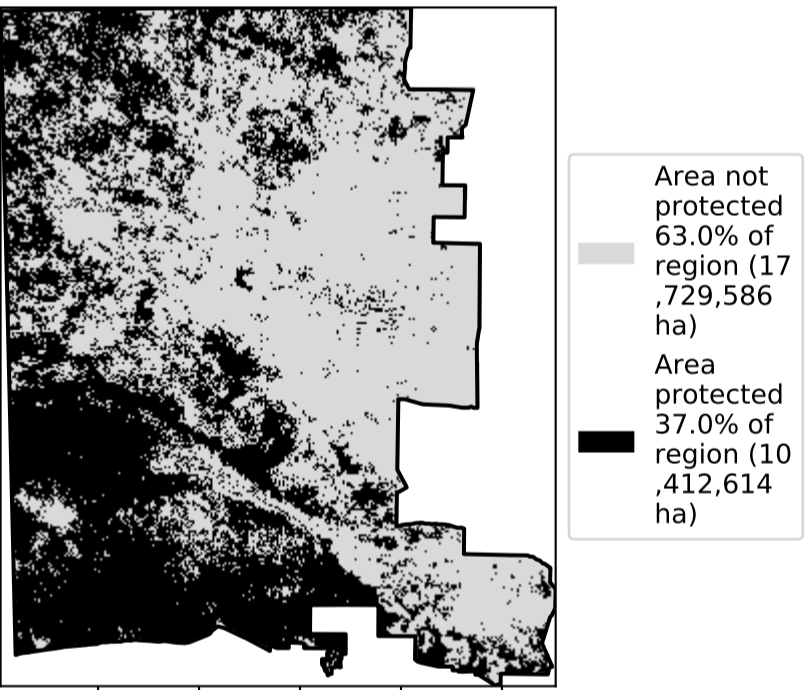 Area not
protected
63.0% of
region (17
,729,586
ha)
Area
protected
37.0% of
region (10
,412,614
ha)